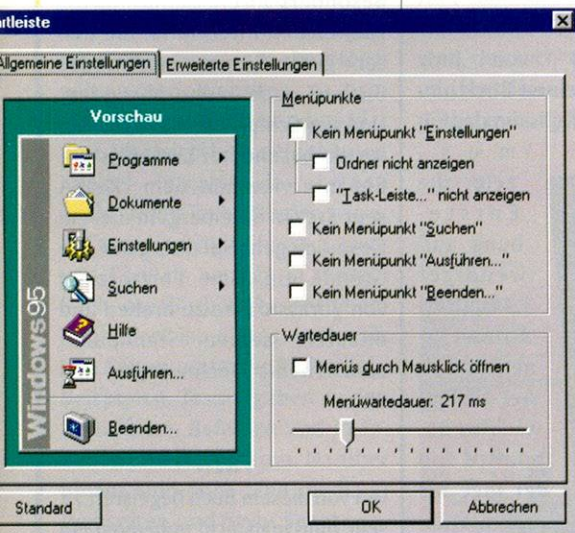 artleiste
Allgemeine Einstellungen
Erweiterte Einstellungen
Vorschau
Programme
Dokumente
Einstellungen
Suchen
Hilfe
Ausführen...
Beenden...
Windows95
Menüpunkte
Kein Menüpunkt "Einstellungen"
Ordner nicht anzeigen
"Task-Leiste..." nicht anzeigen
Kein Menüpunkt "Suchen"
Kein Menüpunkt "Ausführen..."
Kein Menüpunkt "Beenden..."
Wartedauer
Menüs durch Mausklick öffnen
Menüwartedauer: 217 ms
Standard
OK
Abbrechen